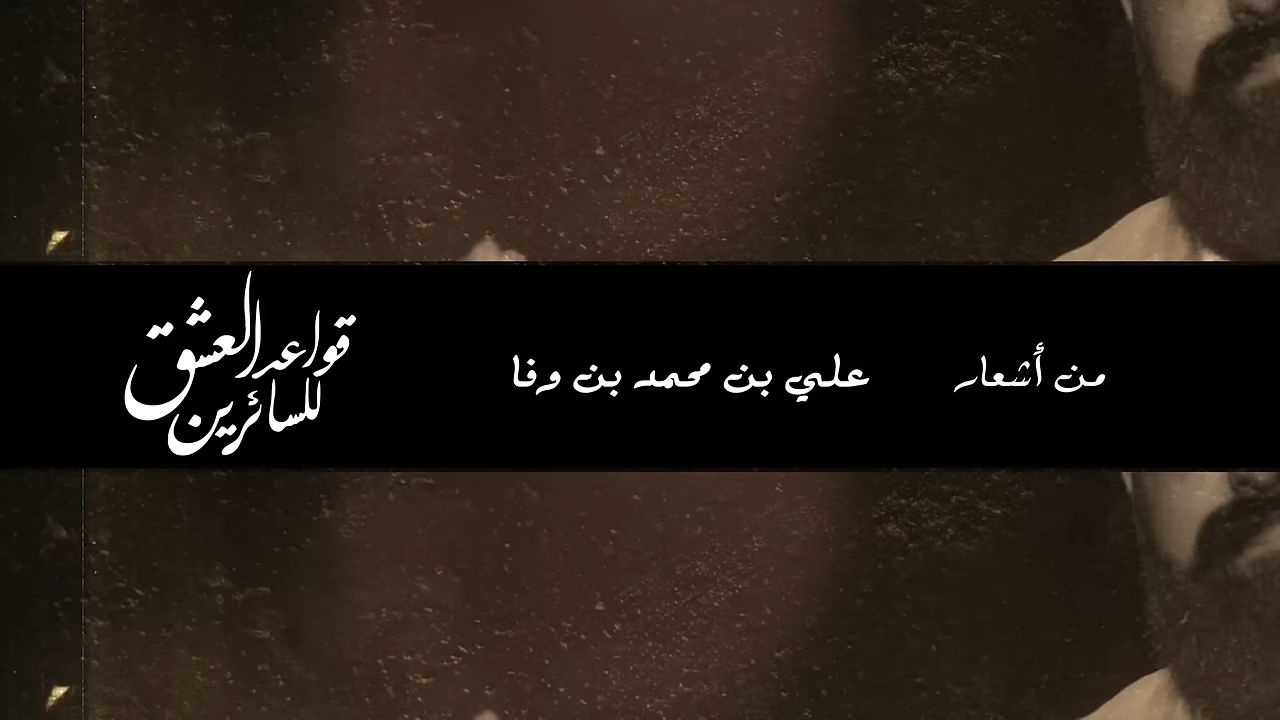 من أشعار علي بن محمد بن وفا
قواعد العشق
للسائرين